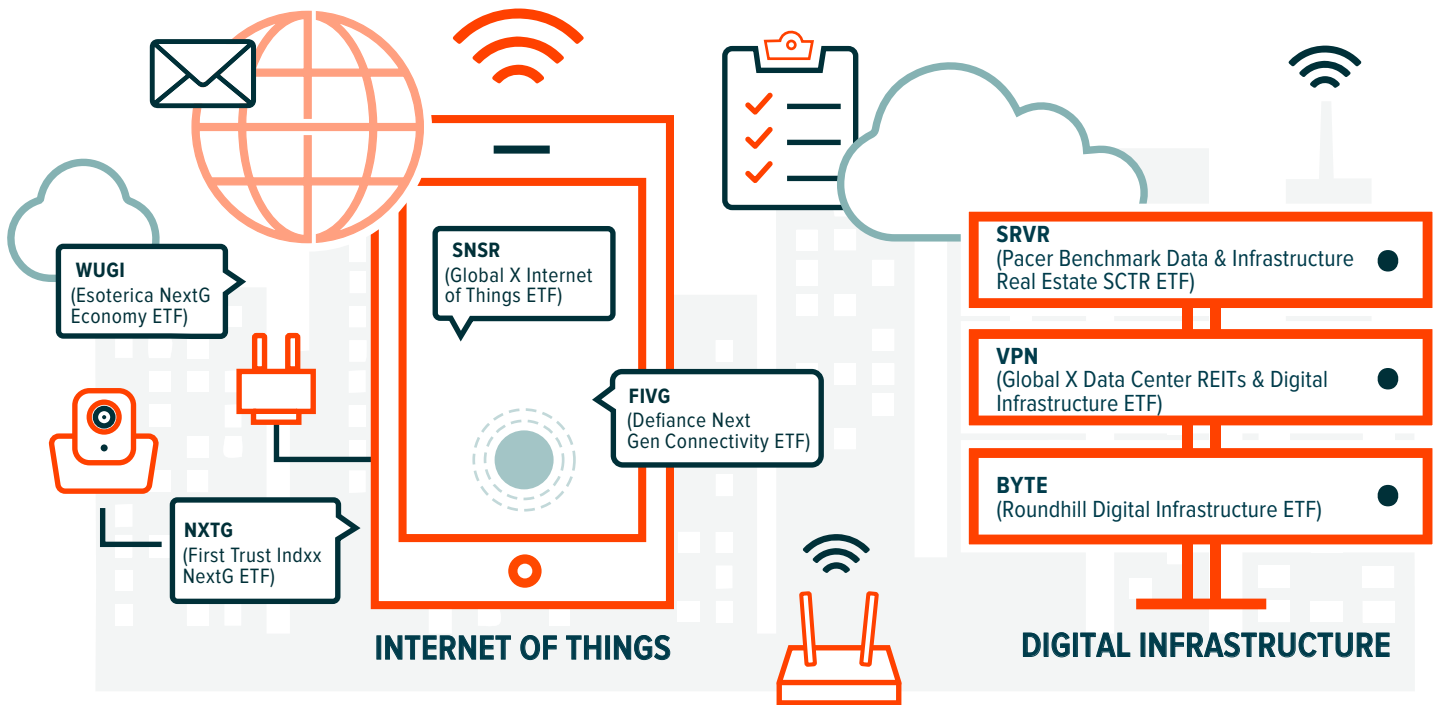 WUGI
(Esoterica NextG
Economy ETF)
SNSR
(Global X Internet
of Things ETF)
FIVG
(Defiance Next
Gen Connectivity ETF)
NXTG
(First Trust Indxx
NextG ETF)
INTERNET OF THINGS
SRVR
(Pacer Benchmark Data & Infrastructure
Real Estate SCTR ETF)
VPN
(Global X Data Center REITs & Digital
Infrastructure ETF)
BYTE
(Roundhill Digital Infrastructure ETF)
DIGITAL INFRASTRUCTURE